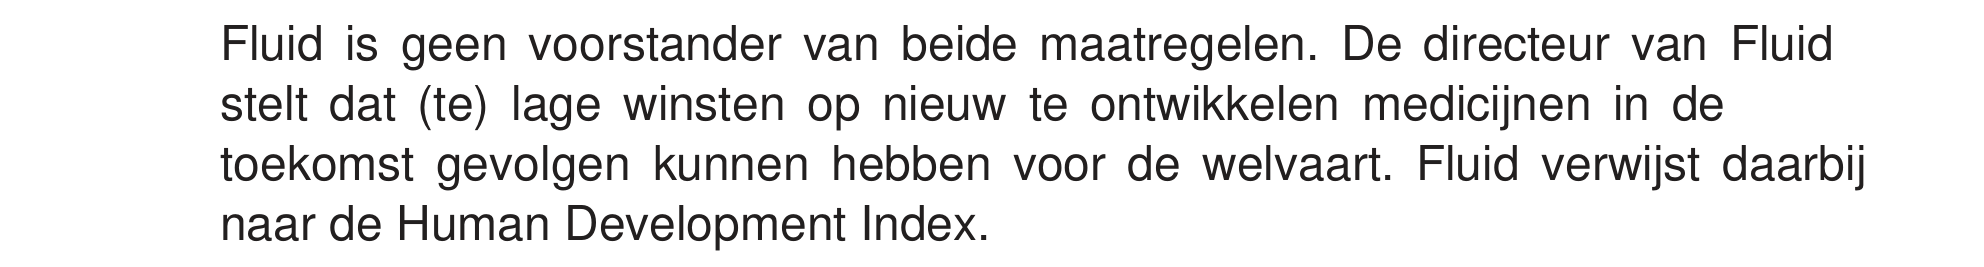 Fluid is geen voorstander van beide maatregelen. De directeur van Fluid
stelt dat (te) lage winsten op nieuw te ontwikkelen medicijnen in de
toekomst gevolgen kunnen hebben voor de welvaart. Fluid verwijst daarbij
naar de Human Development Index.